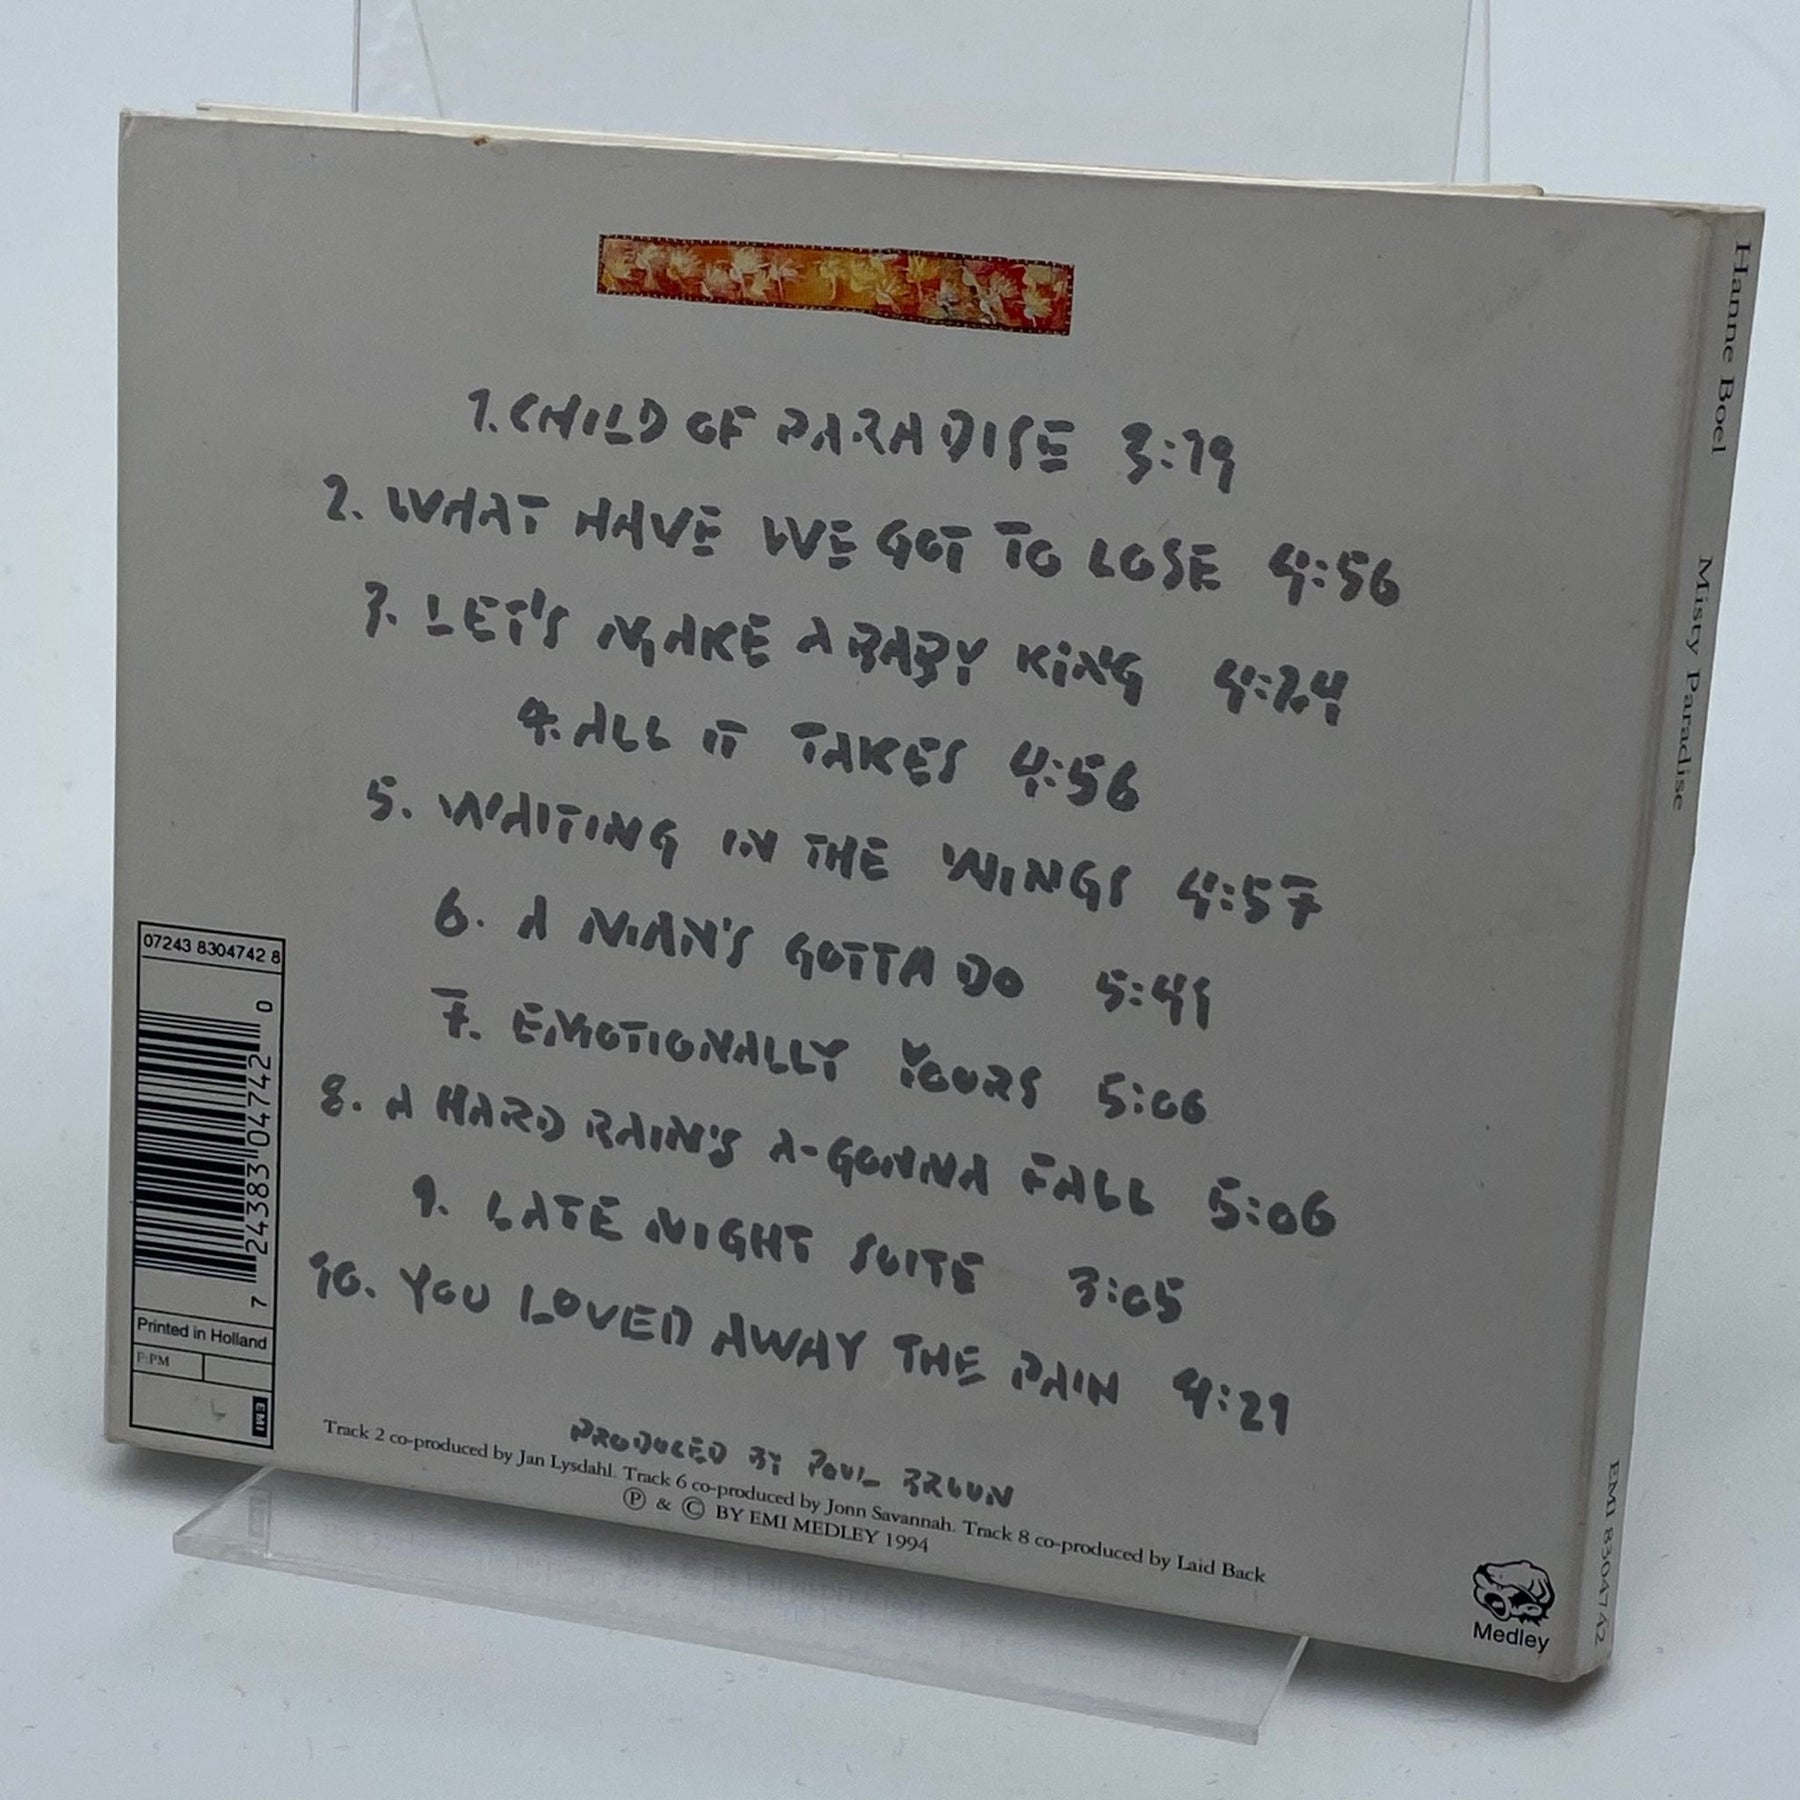 1. CHILD OF PARADISE 3:19
2. WHAT HAVE WE GOT TO LOSE 4:56
3. LET'S MAKE A BABY KING 4:24
4. ALL IT TAKES 4:56
5. WAITING IN THE WINGS 4:57
6. A MAN'S GOTTA DO 5:41
7. EMOTIONALLY YOURS 5:06
8. A HARD RAIN'S A-GONNA FALL 5:06
9. LATE NIGHT SUITE 3:05
10. YOU LOVED AWAY THE PAIN 4:21
PRODUCED BY POUL BRUUN
Track 2 co-produced by Jan Lysdahl. Track 6 co-produced by Jonn Savannah. Track 8 co-produced by Laid Back
Ⓟ & © BY EMI MEDLEY 1994
07243 8304742 8
7 24383 04742 0
Printed in Holland
F:PM
EMI
Medley
Hanne Boel Misty Paradise EMI 8304742